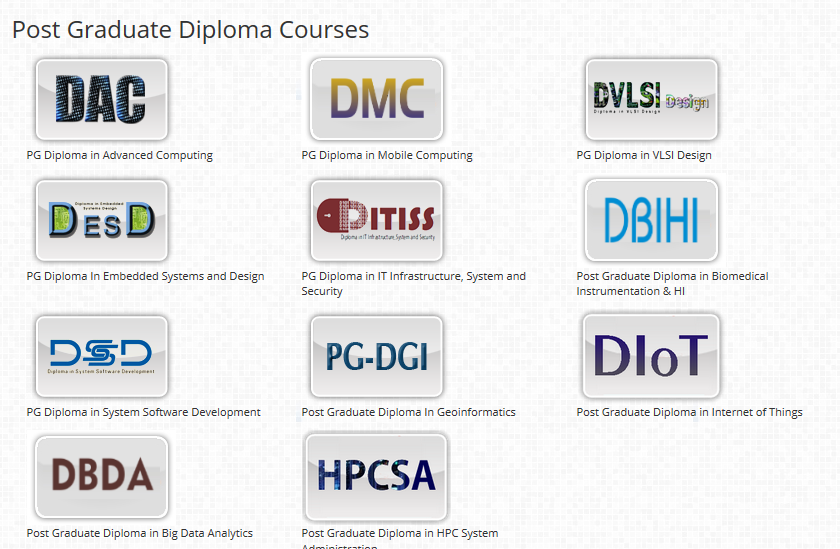 Post Graduate Diploma Courses
DAC
DMC
DVLSI Design
Diploma in VLSI Design
PG Diploma in Advanced Computing
PG Diploma in Mobile Computing
PG Diploma in VLSI Design
Diploma in Embedded
Systems Design
DESD
DITISS
Diploma in IT Infrastructure, System and Security
DBIHI
PG Diploma In Embedded Systems and Design
PG Diploma in IT Infrastructure, System and
Security
Post Graduate Diploma in Biomedical
Instrumentation & HI
DSSD
Diploma in System Software Development
PG-DGI
DIoT
PG Diploma in System Software Development
Post Graduate Diploma In Geoinformatics
Post Graduate Diploma in Internet of Things
DBDA
HPCSA
Post Graduate Diploma in Big Data Analytics
Post Graduate Diploma in HPC System
Administration